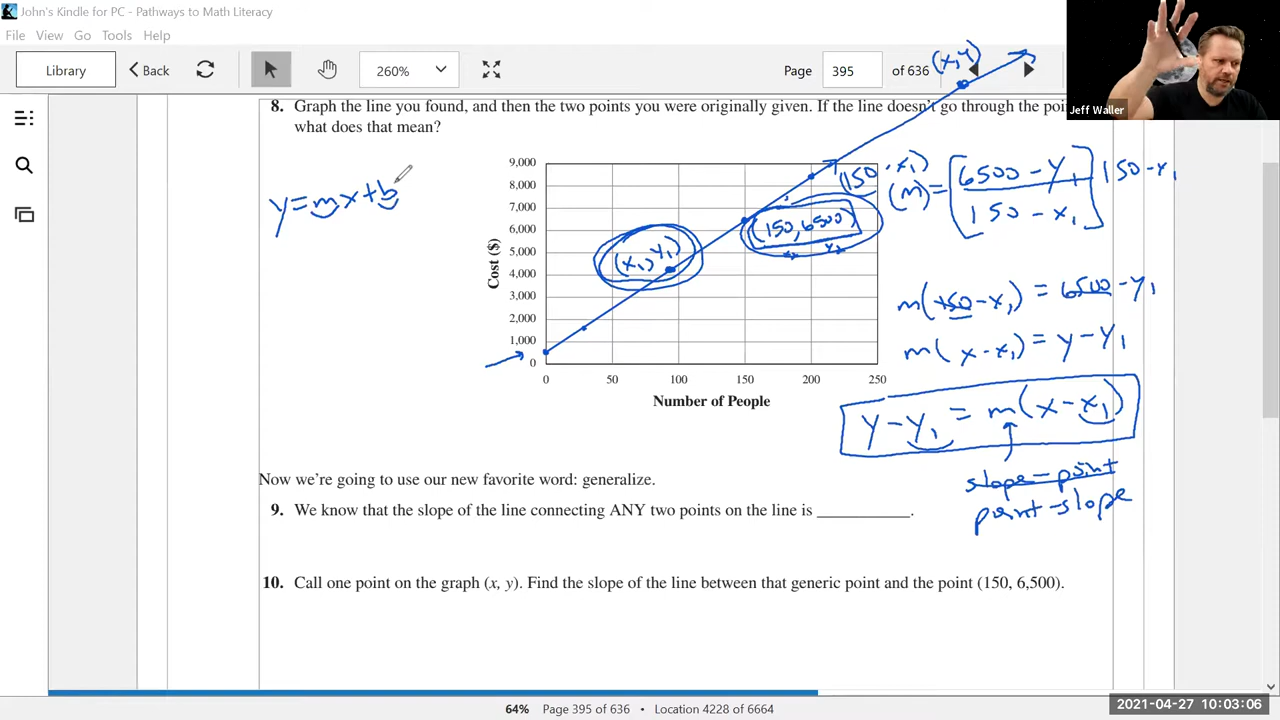 John's Kindle for PC - Pathways to Math Literacy
File View Go Tools Help
Library Back 260% Page 395 of 636
Jeff Waller
8. Graph the line you found, and then the two points you were originally given. If the line doesn't go through the poi
what does that mean?
y = mx + b
(x, y)
9,000
8,000
7,000
6,000
5,000
4,000
3,000
2,000
1,000
0
Cost ($)
0 50 100 150 200 250
Number of People
(x₁, y₁)
(150, 6500)
x₂ y₂
(150 - x₁)(m) = [6500 - y₁ / 150 - x₁] 150 - x₁
m(150 - x₁) = 6500 - y₁
m(x - x₁) = y - y₁
y - y₁ = m(x - x₁)
slope - point
point - slope
Now we're going to use our new favorite word: generalize.
9. We know that the slope of the line connecting ANY two points on the line is ___________.
10. Call one point on the graph (x, y). Find the slope of the line between that generic point and the point (150, 6,500).
64% Page 395 of 636 • Location 4228 of 6664
2021-04-27 10:03:06